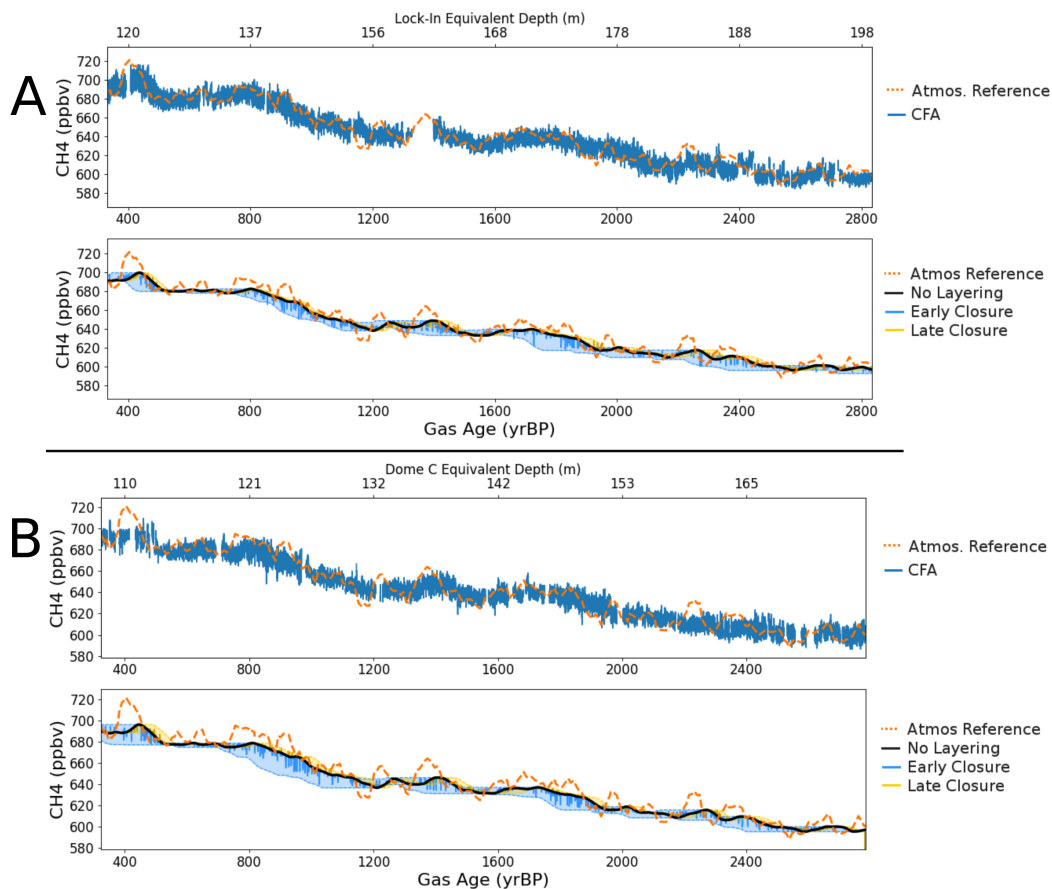 Lock-In Equivalent Depth (m)
120 137 156 168 178 188 198
A
CH4 (ppbv)
720
700
680
660
640
620
600
580
400 800 1200 1600 2000 2400 2800
Atmos. Reference
CFA
CH4 (ppbv)
720
700
680
660
640
620
600
580
400 800 1200 1600 2000 2400 2800
Gas Age (yrBP)
Atmos Reference
No Layering
Early Closure
Late Closure
Dome C Equivalent Depth (m)
110 121 132 142 153 165
B
CH4 (ppbv)
720
700
680
660
640
620
600
580
400 800 1200 1600 2000 2400
Atmos. Reference
CFA
CH4 (ppbv)
720
700
680
660
640
620
600
580
400 800 1200 1600 2000 2400
Gas Age (yrBP)
Atmos Reference
No Layering
Early Closure
Late Closure